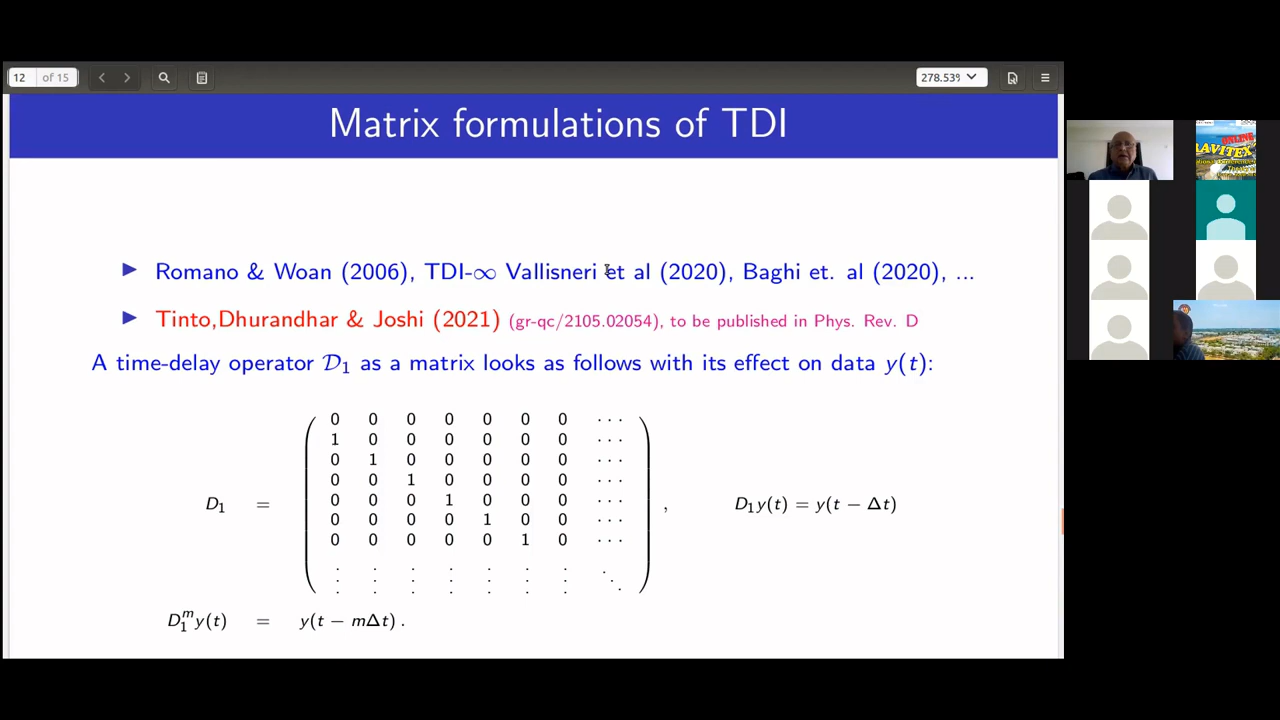 12 of 15
278.53%
Matrix formulations of TDI
▶ Romano & Woan (2006), TDI-∞ Vallisneri et al (2020), Baghi et. al (2020), ...
▶ Tinto,Dhurandhar & Joshi (2021) (gr-qc/2105.02054), to be published in Phys. Rev. D
A time-delay operator 𝒟₁ as a matrix looks as follows with its effect on data y(t):
0 0 0 0 0 0 0 ···
1 0 0 0 0 0 0 ···
0 1 0 0 0 0 0 ···
0 0 1 0 0 0 0 ···
0 0 0 1 0 0 0 ···
0 0 0 0 1 0 0 ···
0 0 0 0 0 1 0 ···
⋮ ⋮ ⋮ ⋮ ⋮ ⋮ ⋮ ⋱
D₁ = , D₁y(t) = y(t − Δt)
D₁ᵐy(t) = y(t − mΔt) .
ONLINE